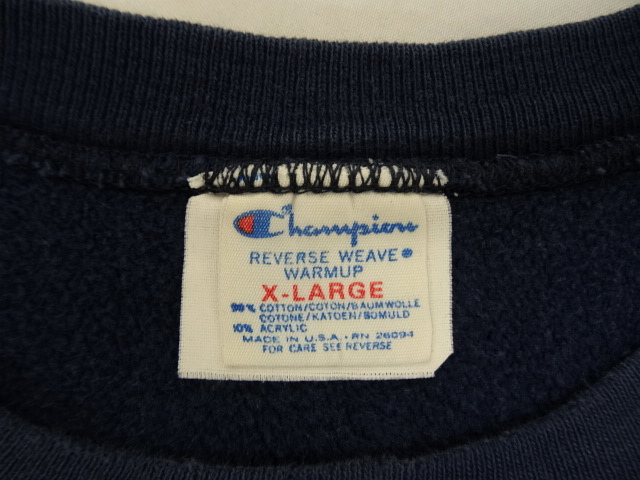 Champion
REVERSE WEAVE®
WARMUP
X-LARGE
90% COTTON/COTON/BAUMWOLLE
COTONE/KATOEN/BOMULD
10% ACRYLIC
MADE IN U.S.A. • RN 26094
FOR CARE SEE REVERSE